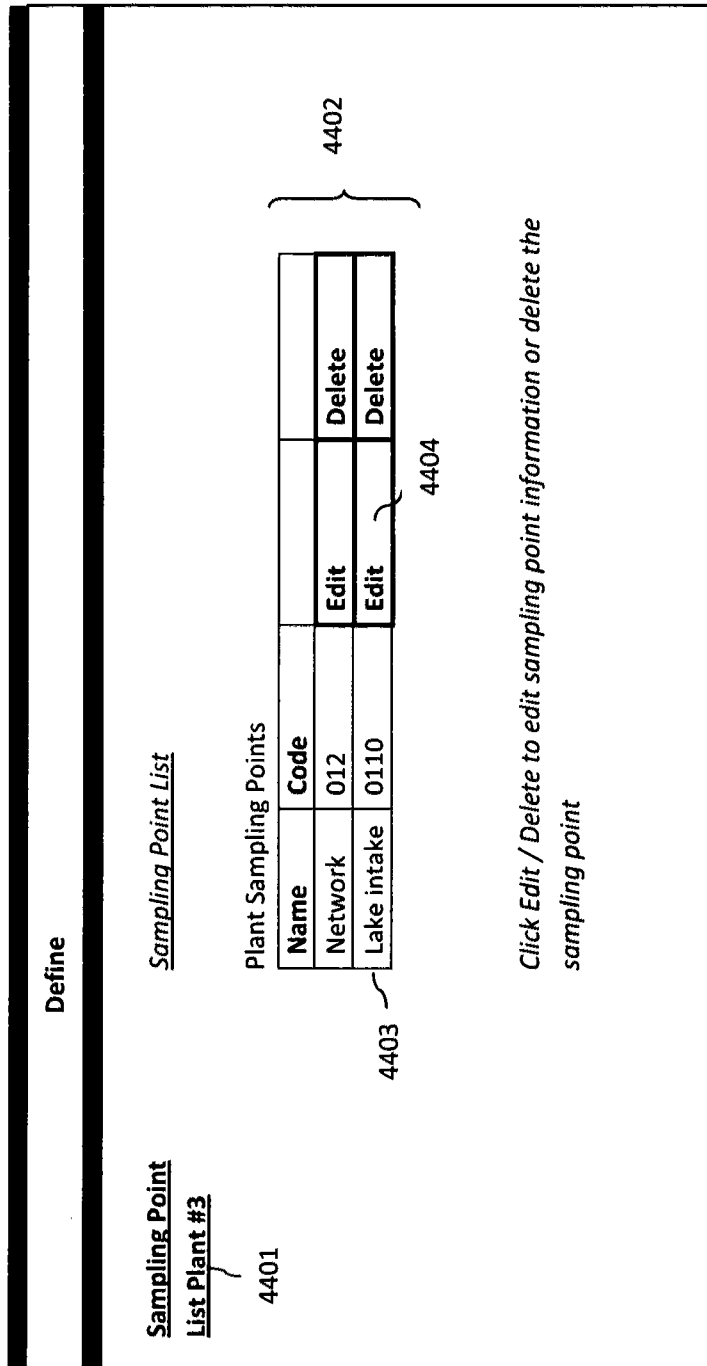 Define
Sampling Point
List Plant #3
4401
Sampling Point List
Plant Sampling Points
Name Code
Network 012 Edit Delete
Lake intake 0110 Edit Delete
4403
4404
4402
Click Edit / Delete to edit sampling point information or delete the
sampling point